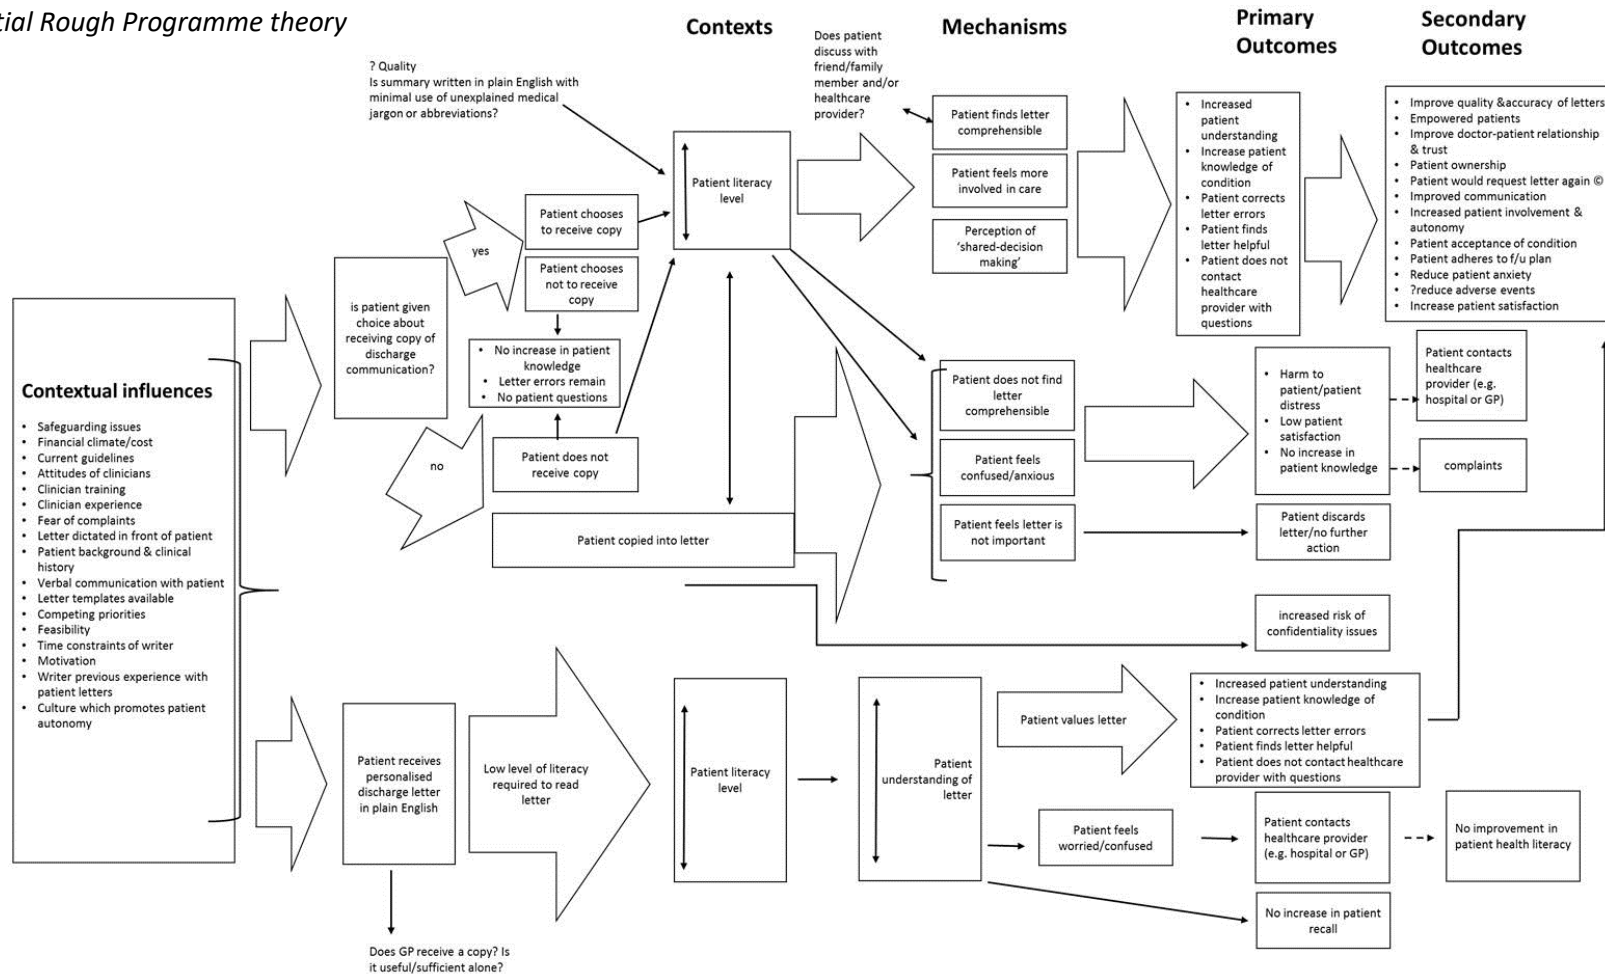 tial Rough Programme theory
Contexts
Mechanisms
Primary
Outcomes
Secondary
Outcomes
? Quality
Is summary written in plain English with
minimal use of unexplained medical
jargon or abbreviations?
Does patient
discuss with
friend/family
member and/or
healthcare
provider?
Patient literacy
level
Patient finds letter
comprehensible
Patient feels more
involved in care
Perception of
‘shared-decision
making’
• Increased
patient
understanding
• Increase patient
knowledge of
condition
• Patient corrects
letter errors
• Patient finds
letter helpful
• Patient does not
contact
healthcare
provider with
questions
• Improve quality &accuracy of letters
• Empowered patients
• Improve doctor-patient relationship
& trust
• Patient ownership
• Patient would request letter again ©
• Improved communication
• Increased patient involvement &
autonomy
• Patient acceptance of condition
• Patient adheres to f/u plan
• Reduce patient anxiety
• ?reduce adverse events
• Increase patient satisfaction
yes
Patient chooses
to receive copy
Patient chooses
not to receive
copy
is patient given
choice about
receiving copy of
discharge
communication?
• No increase in patient
knowledge
• Letter errors remain
• No patient questions
no
Patient does not
receive copy
Patient copied into letter
Contextual influences
• Safeguarding issues
• Financial climate/cost
• Current guidelines
• Attitudes of clinicians
• Clinician training
• Clinician experience
• Fear of complaints
• Letter dictated in front of patient
• Patient background & clinical
history
• Verbal communication with patient
• Letter templates available
• Competing priorities
• Feasibility
• Time constraints of writer
• Motivation
• Writer previous experience with
patient letters
• Culture which promotes patient
autonomy
Patient does not find
letter
comprehensible
Patient feels
confused/anxious
Patient feels letter is
not important
• Harm to
patient/patient
distress
• Low patient
satisfaction
• No increase in
patient knowledge
Patient contacts
healthcare
provider (e.g.
hospital or GP)
complaints
Patient discards
letter/no further
action
increased risk of
confidentiality issues
Patient receives
personalised
discharge letter
in plain English
Low level of literacy
required to read
letter
Patient literacy
level
Patient
understanding of
letter
Patient values letter
• Increased patient understanding
• Increase patient knowledge of
condition
• Patient corrects letter errors
• Patient finds letter helpful
• Patient does not contact healthcare
provider with questions
Patient feels
worried/confused
Patient contacts
healthcare provider
(e.g. hospital or GP)
No improvement in
patient health literacy
No increase in patient
recall
Does GP receive a copy? Is
it useful/sufficient alone?